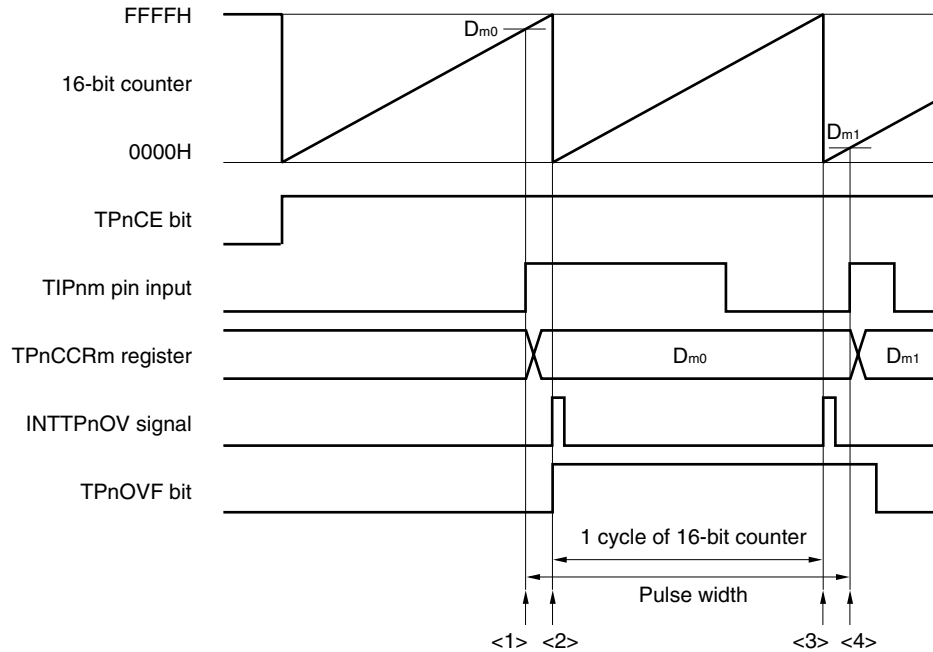 FFFFH
Dm0
16-bit counter
Dm1
0000H
TPnCE bit
TIPnm pin input
TPnCCRm register
Dm0
Dm1
INTTPnOV signal
TPnOVF bit
1 cycle of 16-bit counter
Pulse width
<1> <2> <3> <4>